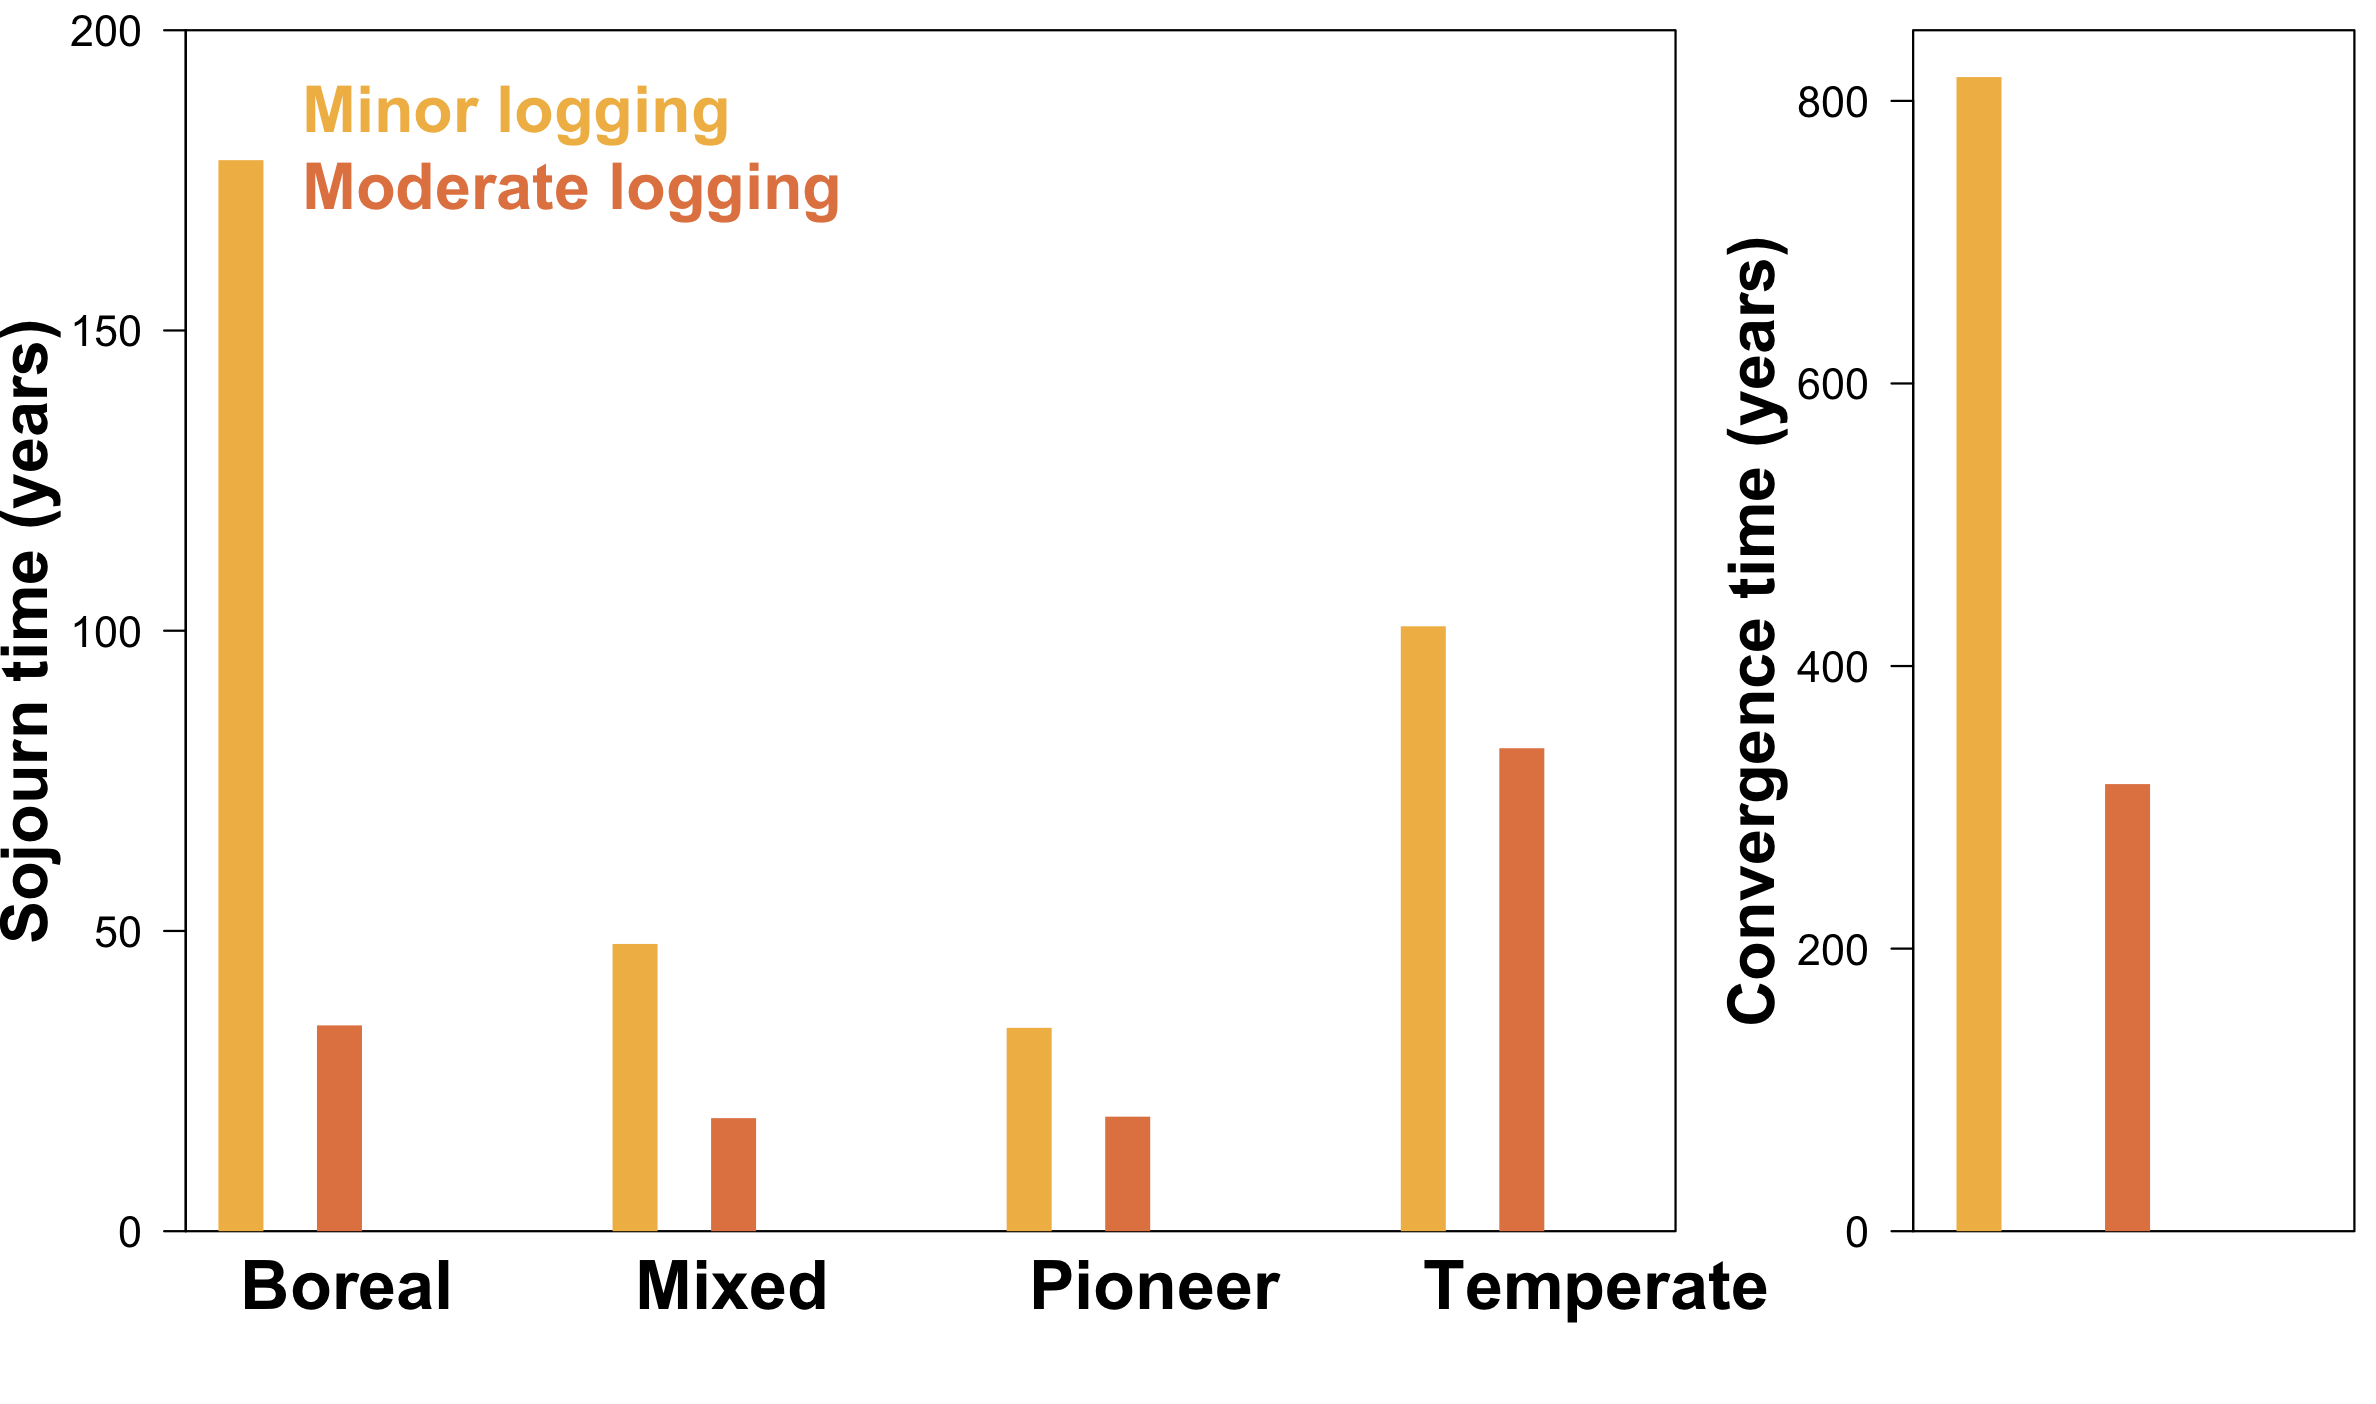 Sojourn time (years)
200
150
100
50
0
Minor logging
Moderate logging
Boreal
Mixed
Pioneer
Temperate
Convergence time (years)
800
600
400
200
0